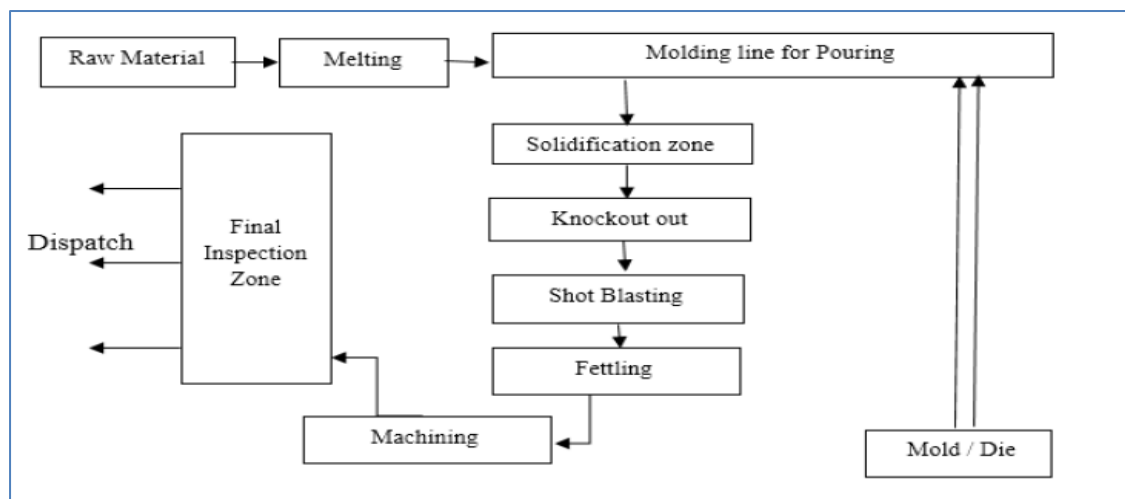 Raw Material
Melting
Molding line for Pouring
Solidification zone
Knockout out
Shot Blasting
Fettling
Machining
Final
Inspection
Zone
Dispatch
Mold / Die